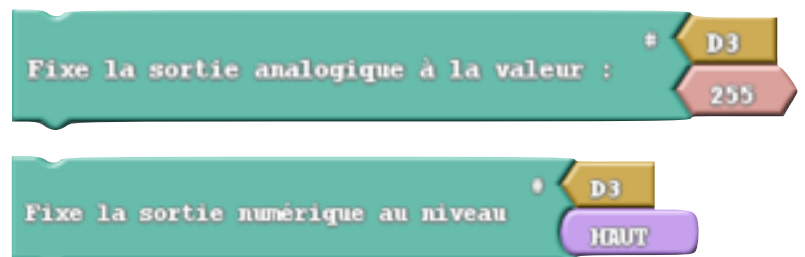 # D3
Fixe la sortie analogique à la valeur :
255
# D3
Fixe la sortie numérique au niveau
HAUT